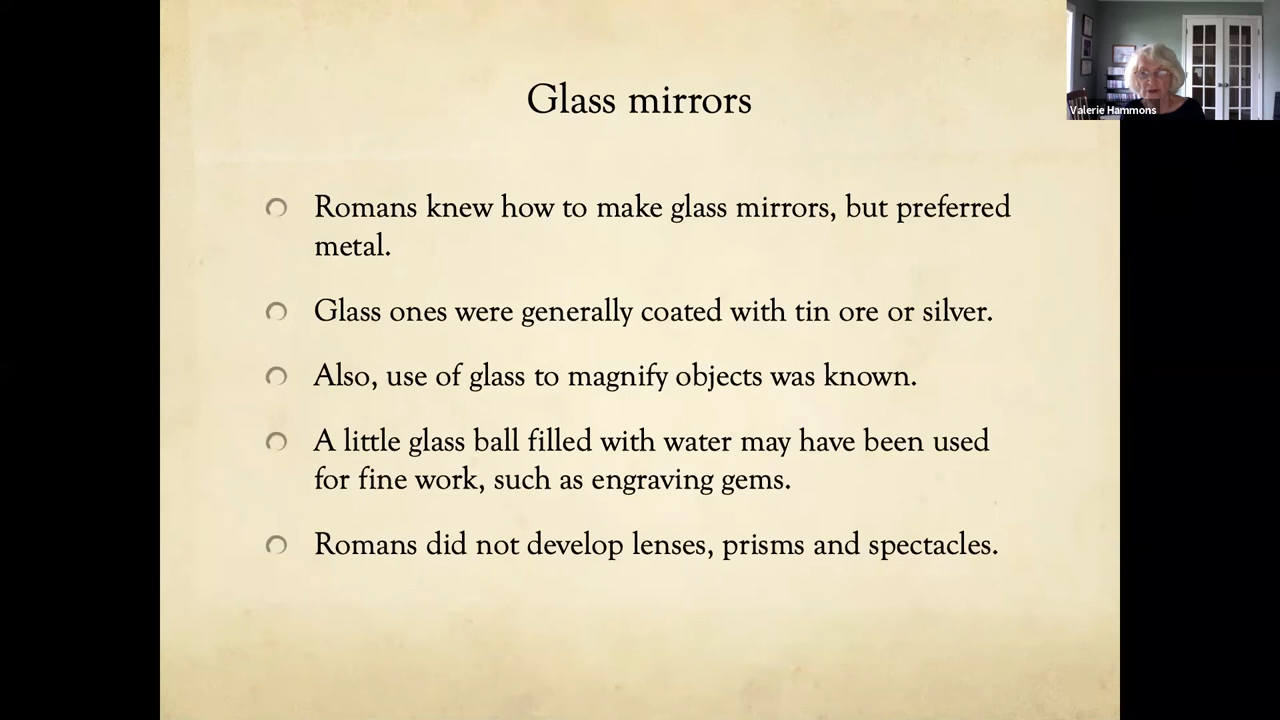 Glass mirrors
Valerie Hammons
Romans knew how to make glass mirrors, but preferred
metal.
Glass ones were generally coated with tin ore or silver.
Also, use of glass to magnify objects was known.
A little glass ball filled with water may have been used
for fine work, such as engraving gems.
Romans did not develop lenses, prisms and spectacles.